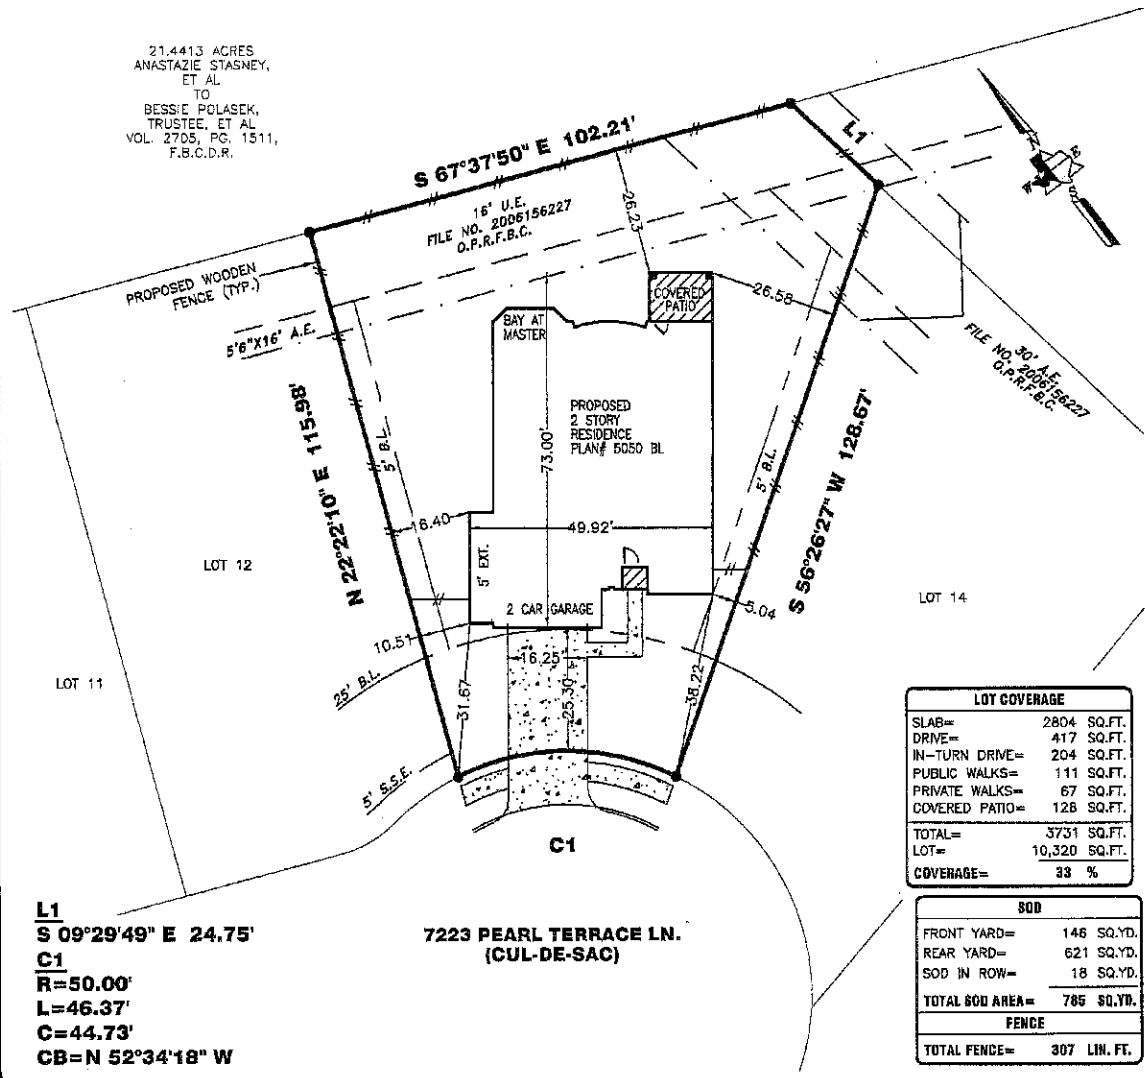 21.4413 ACRES
ANASTAZIE STASNEY,
ET AL
TO
BESSIE POLASEK,
TRUSTEE, ET AL
VOL. 2705, PG. 1511,
F.B.C.D.R.
S 67°37'50" E 102.21'
L1
N
E
W
S
16' U.E.
FILE NO. 2006156227
O.P.R.F.B.C.
26.23
PROPOSED WOODEN
FENCE (TYP.)
5'6"X16' A.E.
BAY AT
MASTER
COVERED
PATIO
26.58
30' A.E.
FILE NO. 2006156227
O.P.R.F.B.C.
N 22°22'10" E 115.98'
5' B.L.
73.00'
PROPOSED
2 STORY
RESIDENCE
PLAN# 5050 BL
5' B.L.
S 56°26'27" W 128.67'
16.40
49.92'
LOT 12
5' EXT.
2 CAR GARAGE
5.04
LOT 14
10.51
16.25'
LOT 11
25' B.L.
31.67
25.30'
38.22
5' S.S.E.
C1
LOT COVERAGE
SLAB= 2804 SQ.FT.
DRIVE= 417 SQ.FT.
IN-TURN DRIVE= 204 SQ.FT.
PUBLIC WALKS= 111 SQ.FT.
PRIVATE WALKS= 67 SQ.FT.
COVERED PATIO= 128 SQ.FT.
TOTAL= 3731 SQ.FT.
LOT= 10,320 SQ.FT.
COVERAGE= 33 %
L1
S 09°29'49" E 24.75'
C1
R=50.00'
L=46.37'
C=44.73'
CB=N 52°34'18" W
7223 PEARL TERRACE LN.
(CUL-DE-SAC)
SOD
FRONT YARD= 146 SQ.YD.
REAR YARD= 621 SQ.YD.
SOD IN ROW= 18 SQ.YD.
TOTAL SOD AREA= 785 SQ.YD.
FENCE
TOTAL FENCE= 307 LIN. FT.